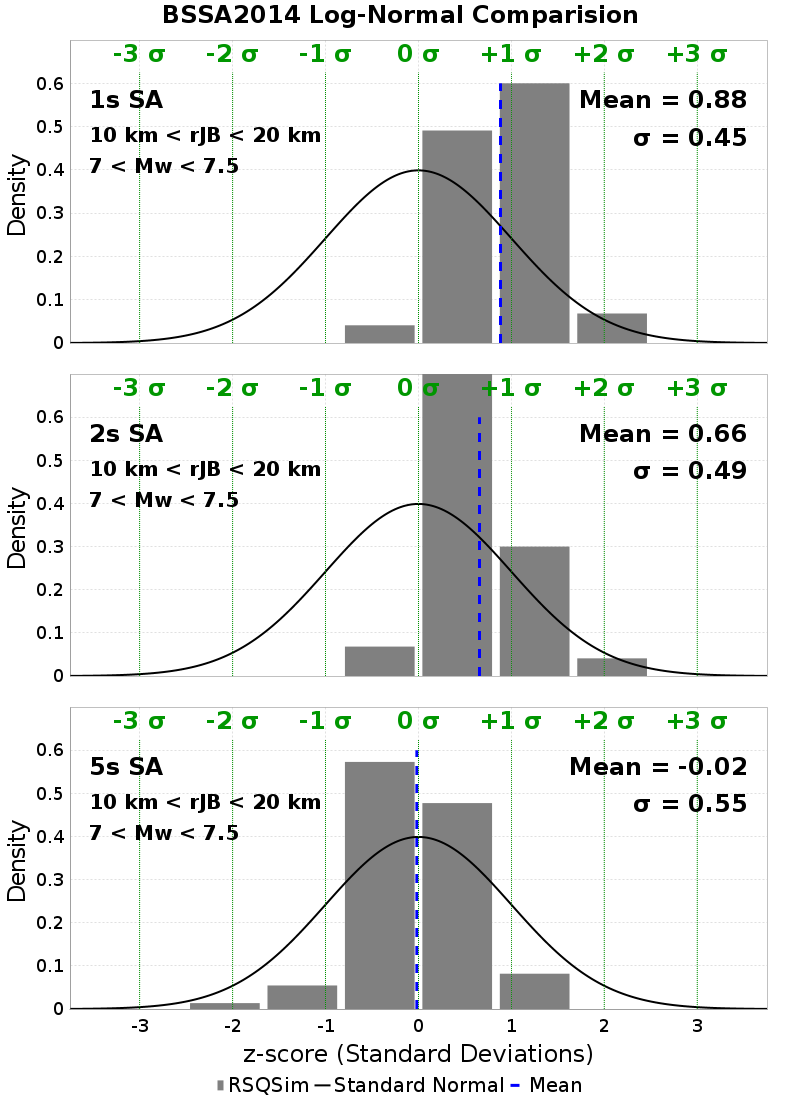 BSSA2014 Log-Normal Comparision
-3 σ -2 σ -1 σ 0 σ +1 σ +2 σ +3 σ
1s SA
10 km < rJB < 20 km
7 < Mw < 7.5
Mean = 0.88
σ = 0.45
Density
0.6
0.5
0.4
0.3
0.2
0.1
0
-3 σ -2 σ -1 σ 0 σ +1 σ +2 σ +3 σ
2s SA
10 km < rJB < 20 km
7 < Mw < 7.5
Mean = 0.66
σ = 0.49
Density
0.6
0.5
0.4
0.3
0.2
0.1
0
-3 σ -2 σ -1 σ 0 σ +1 σ +2 σ +3 σ
5s SA
10 km < rJB < 20 km
7 < Mw < 7.5
Mean = -0.02
σ = 0.55
Density
0.6
0.5
0.4
0.3
0.2
0.1
0
-3 -2 -1 0 1 2 3
z-score (Standard Deviations)
RSQSim Standard Normal Mean